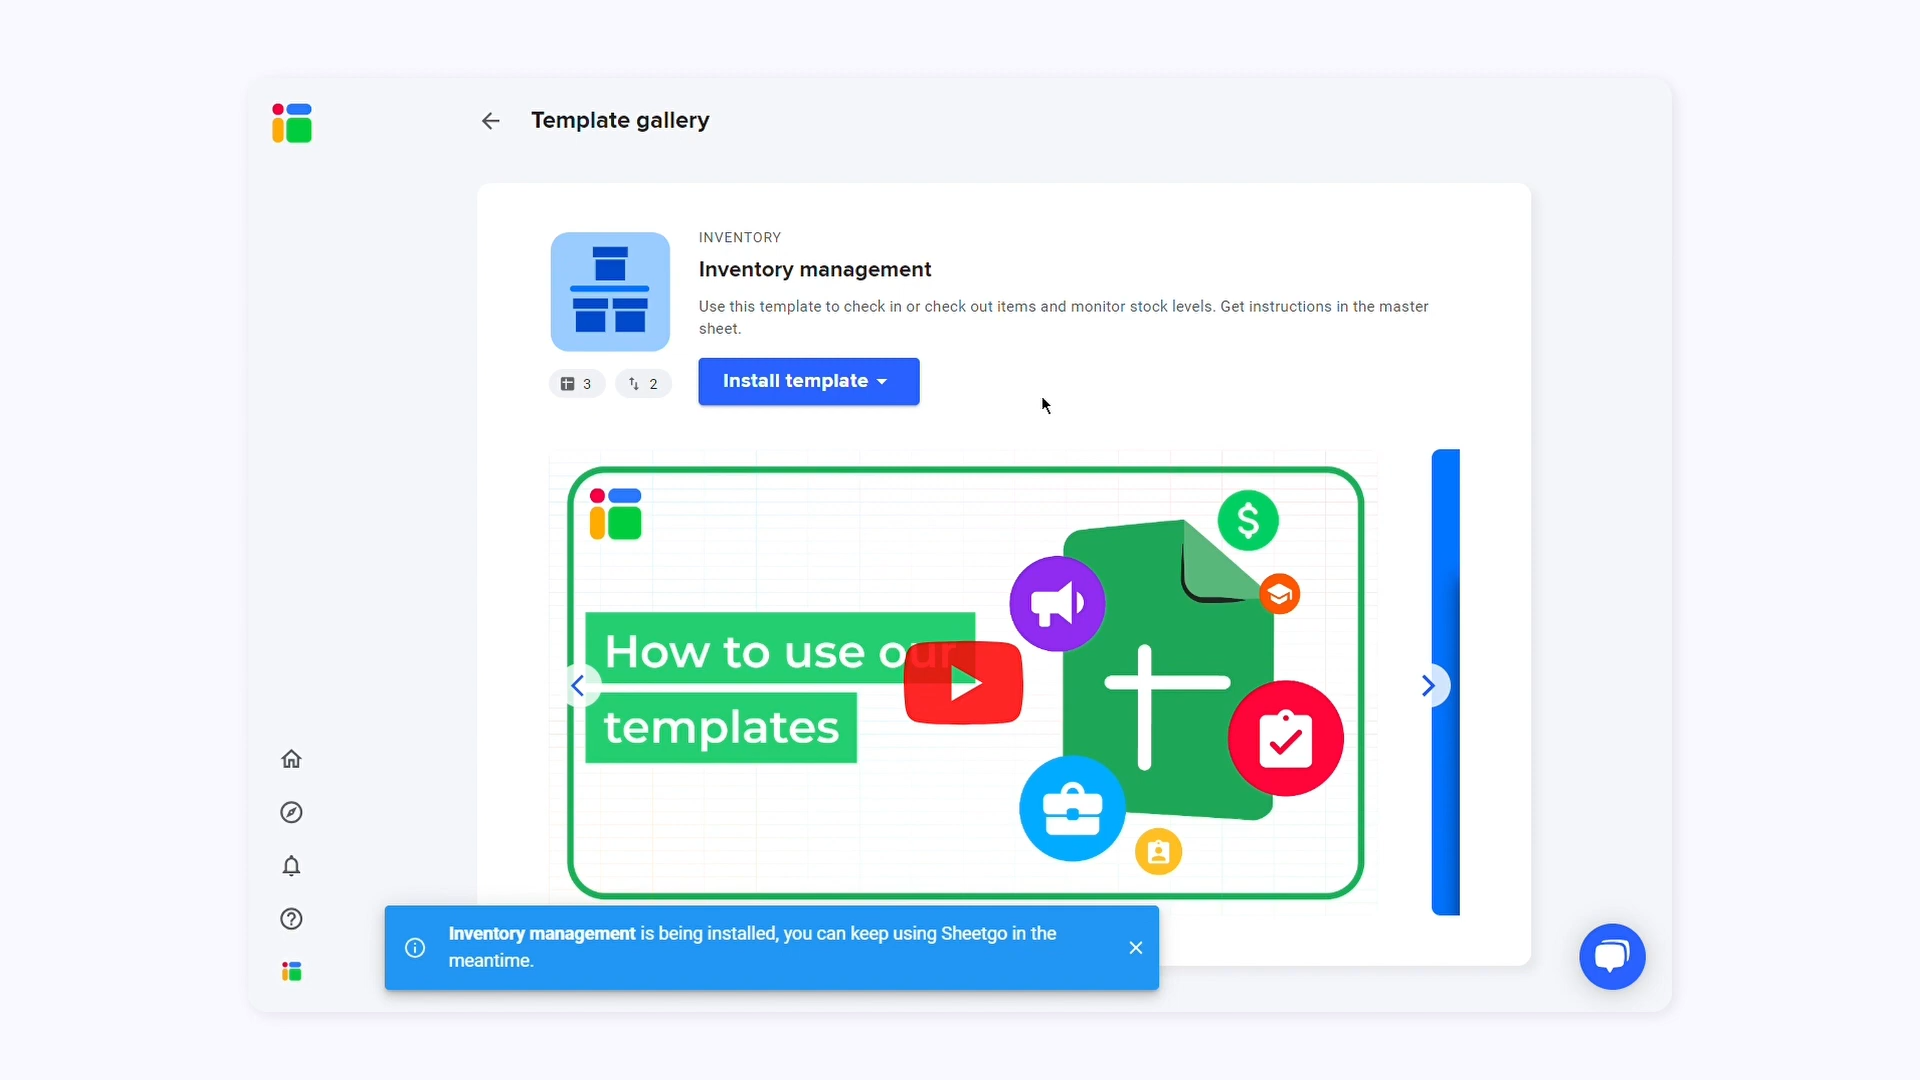 Template gallery
INVENTORY
Inventory management
Use this template to check in or check out items and monitor stock levels. Get instructions in the master
sheet.
3
2
Install template
How to use our
templates
Inventory management is being installed, you can keep using Sheetgo in the
meantime.